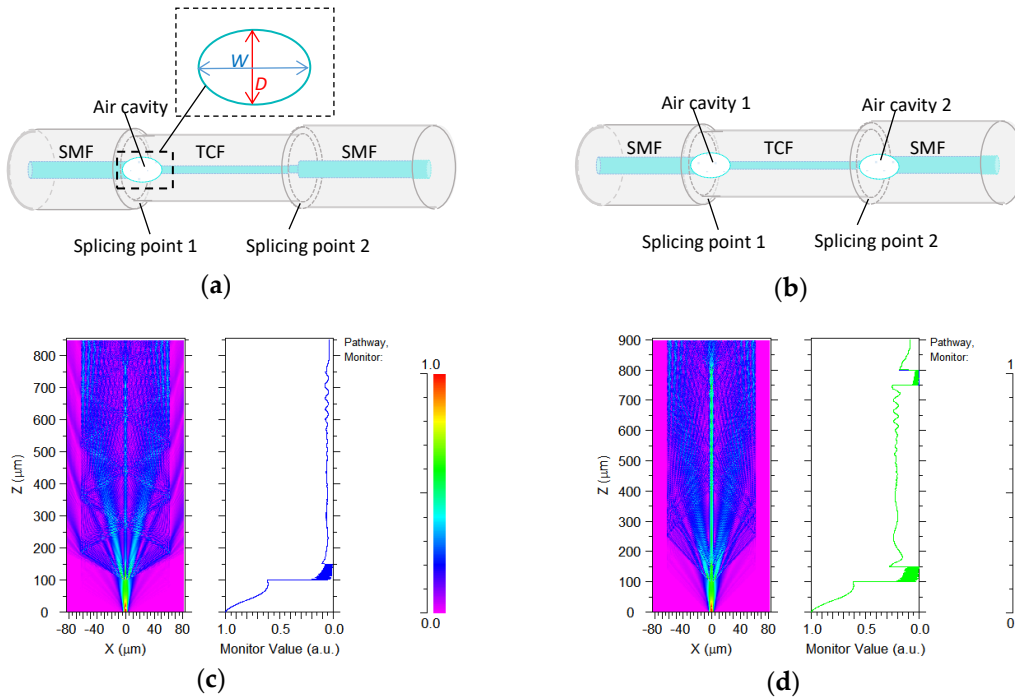 W
D
Air cavity
SMF
TCF
SMF
Splicing point 1
Splicing point 2
(a)
Air cavity 1
Air cavity 2
SMF
TCF
SMF
Splicing point 1
Splicing point 2
(b)
800
700
600
500
400
300
200
100
0
Z (μm)
-80 -40 0 40 80
X (μm)
1.0 0.5 0.0
Monitor Value (a.u.)
Pathway,
Monitor:
1.0
0.0
(c)
900
800
700
600
500
400
300
200
100
0
Z (μm)
-80 -40 0 40 80
X (μm)
1.0 0.5 0.0
Monitor Value (a.u.)
Pathway,
Monitor:
1
0
(d)